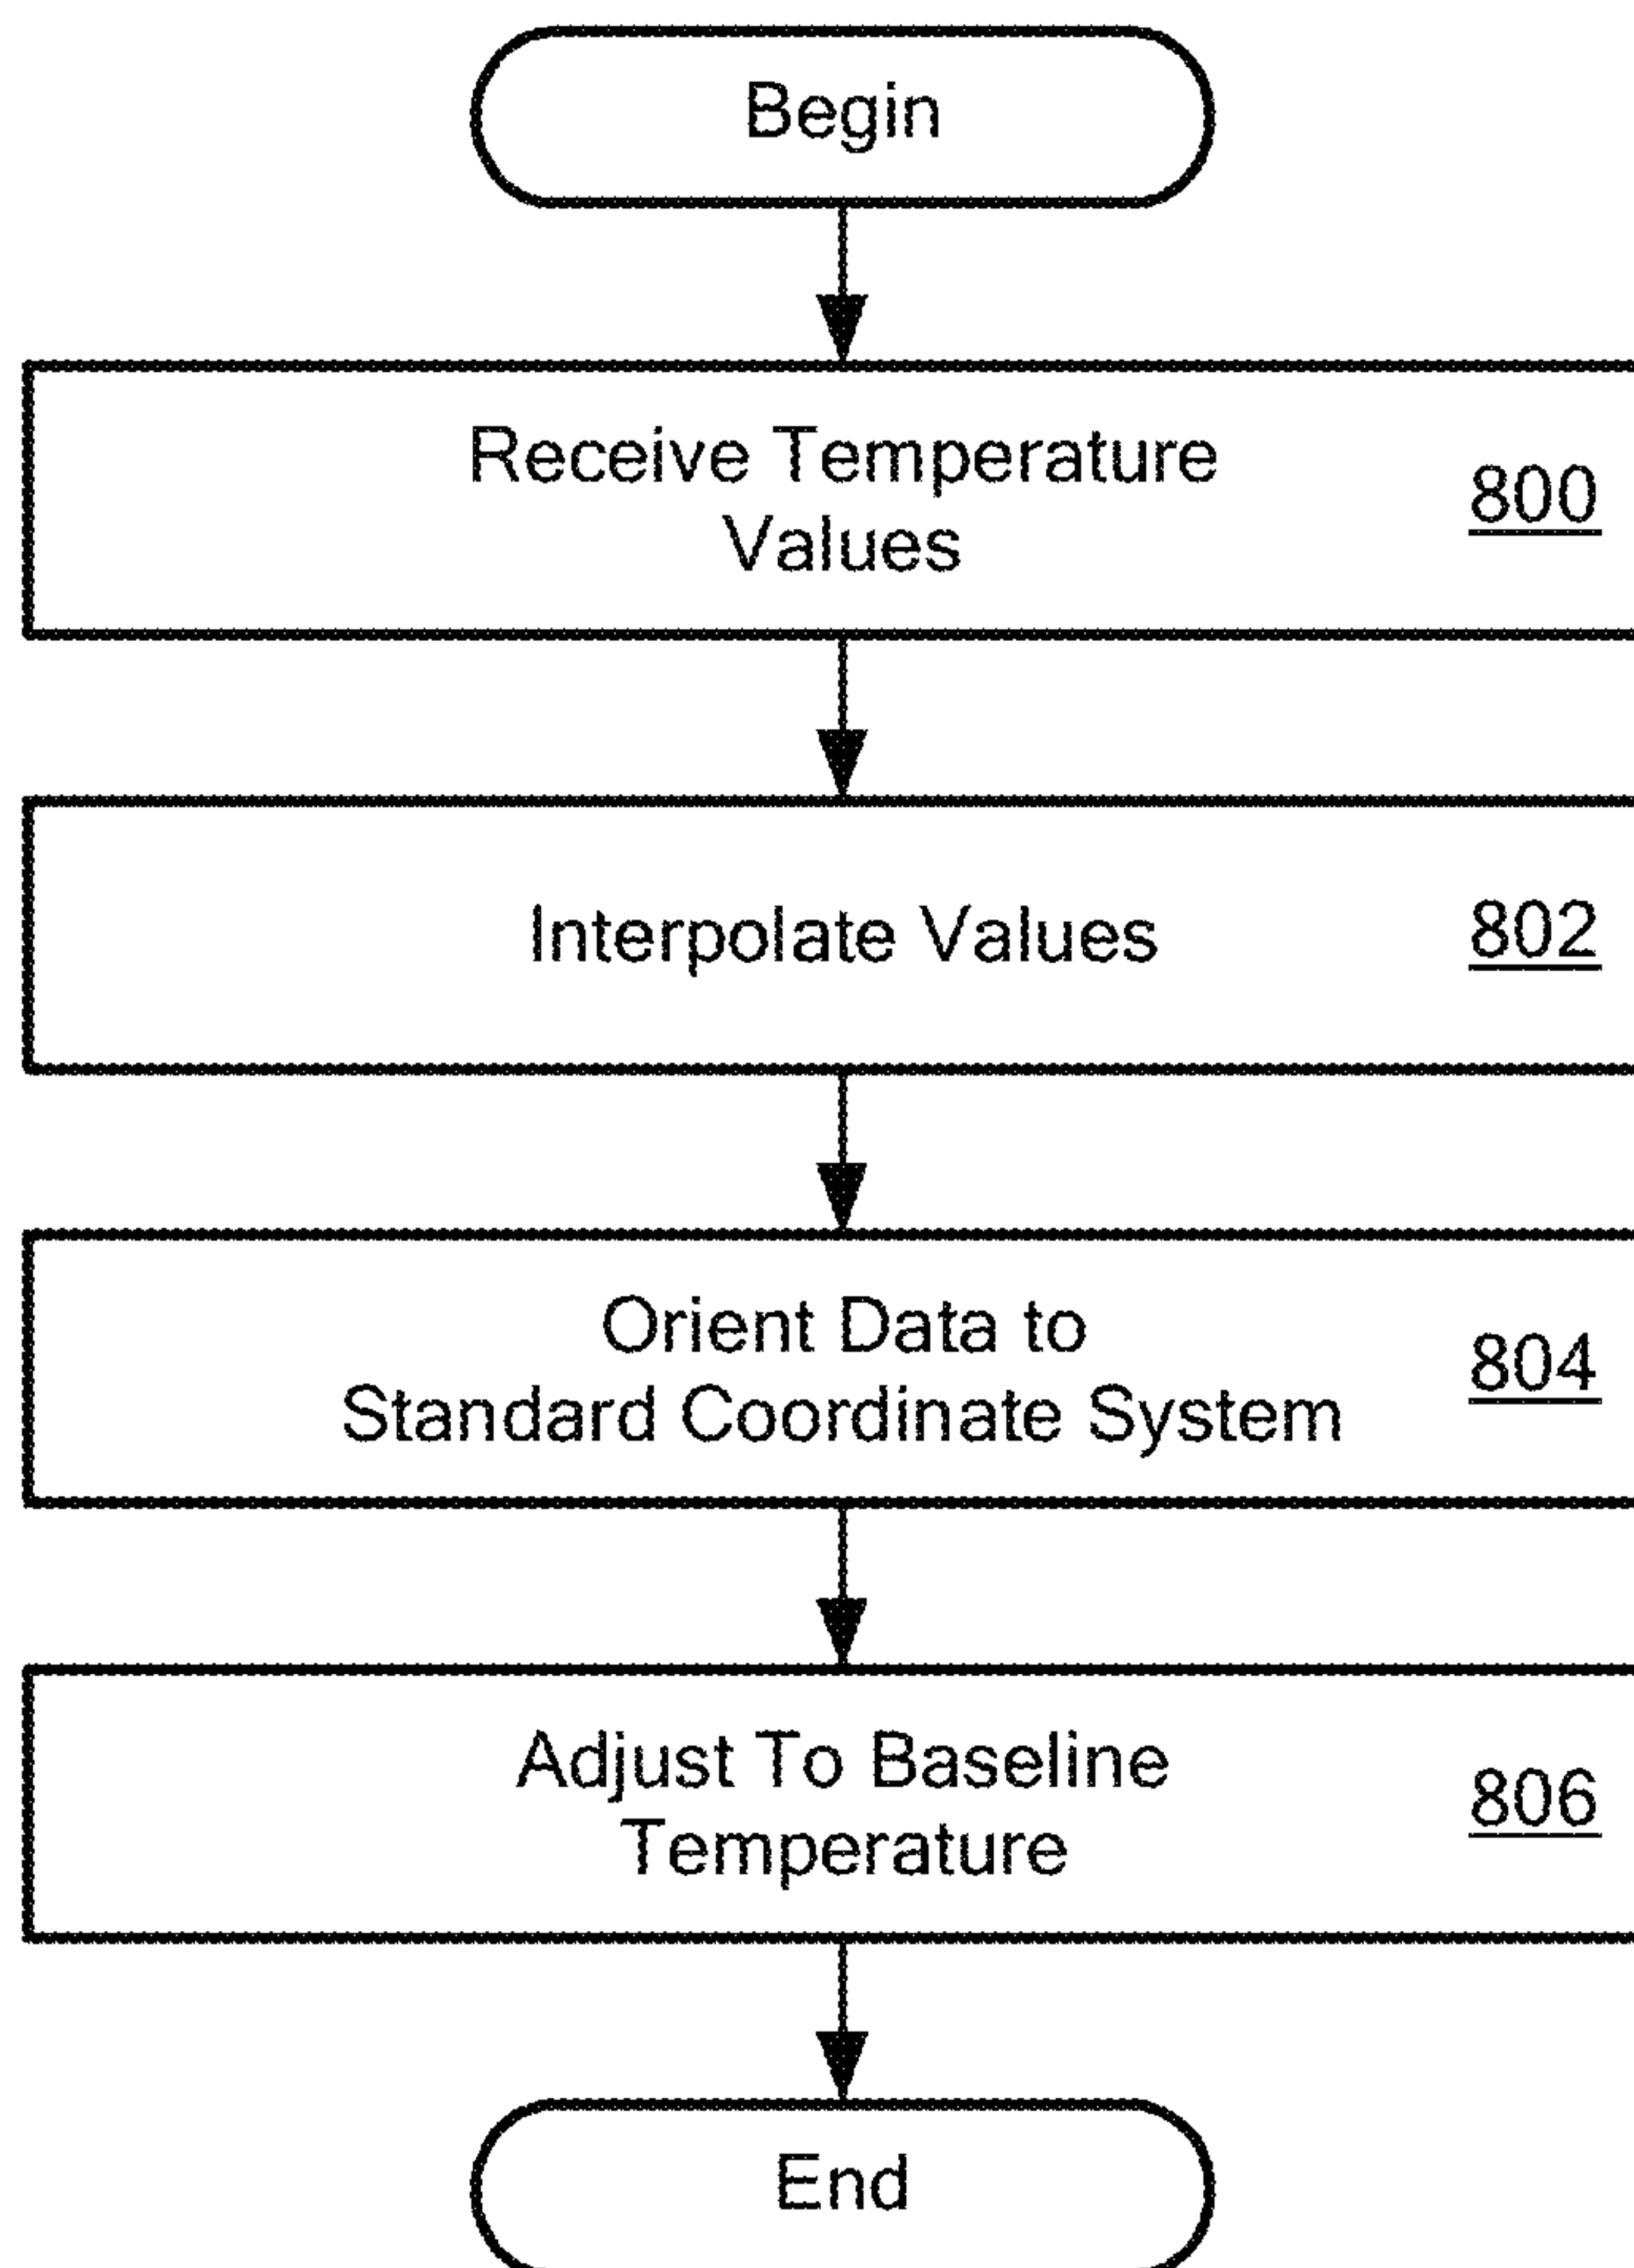 Begin
Receive Temperature
Values
800
Interpolate Values
802
Orient Data to
Standard Coordinate System
804
Adjust To Baseline
Temperature
806
End